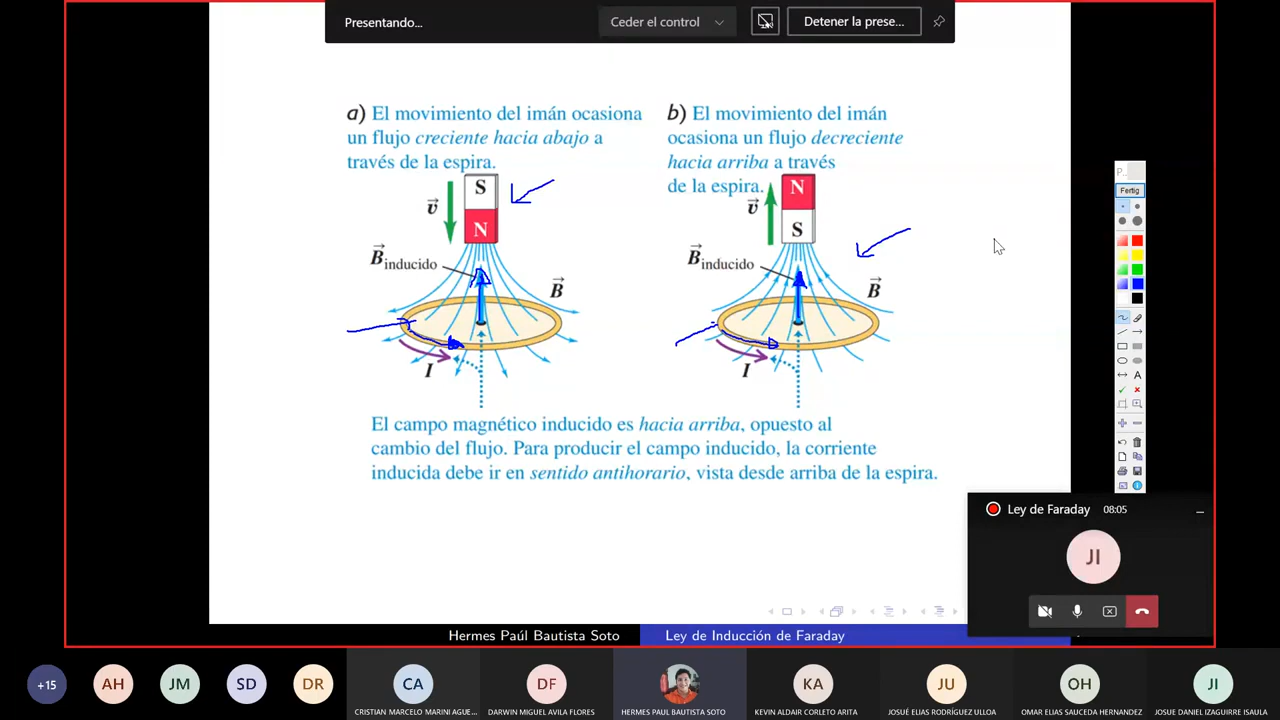 Presentando...
Ceder el control
Detener la prese...
a) El movimiento del imán ocasiona
un flujo creciente hacia abajo a
través de la espira.
S
N
v
B inducido
B
I
b) El movimiento del imán
ocasiona un flujo decreciente
hacia arriba a través
de la espira.
N
S
v
B inducido
B
I
El campo magnético inducido es hacia arriba, opuesto al
cambio del flujo. Para producir el campo inducido, la corriente
inducida debe ir en sentido antihorario, vista desde arriba de la espira.
P...
Fertig
A
Ley de Faraday 08:05
JI
Hermes Paúl Bautista Soto
Ley de Inducción de Faraday
+15
AH
JM
SD
DR
CA
CRISTIAN MARCELO MARINI AGUE...
DF
DARWIN MIGUEL AVILA FLORES
HERMES PAUL BAUTISTA SOTO
KA
KEVIN ALDAIR CORLETO ARITA
JU
JOSUÉ ELIAS RODRÍGUEZ ULLOA
OH
OMAR ELIAS SAUCEDA HERNANDEZ
JI
JOSUE DANIEL IZAGUIRRE ISAULA